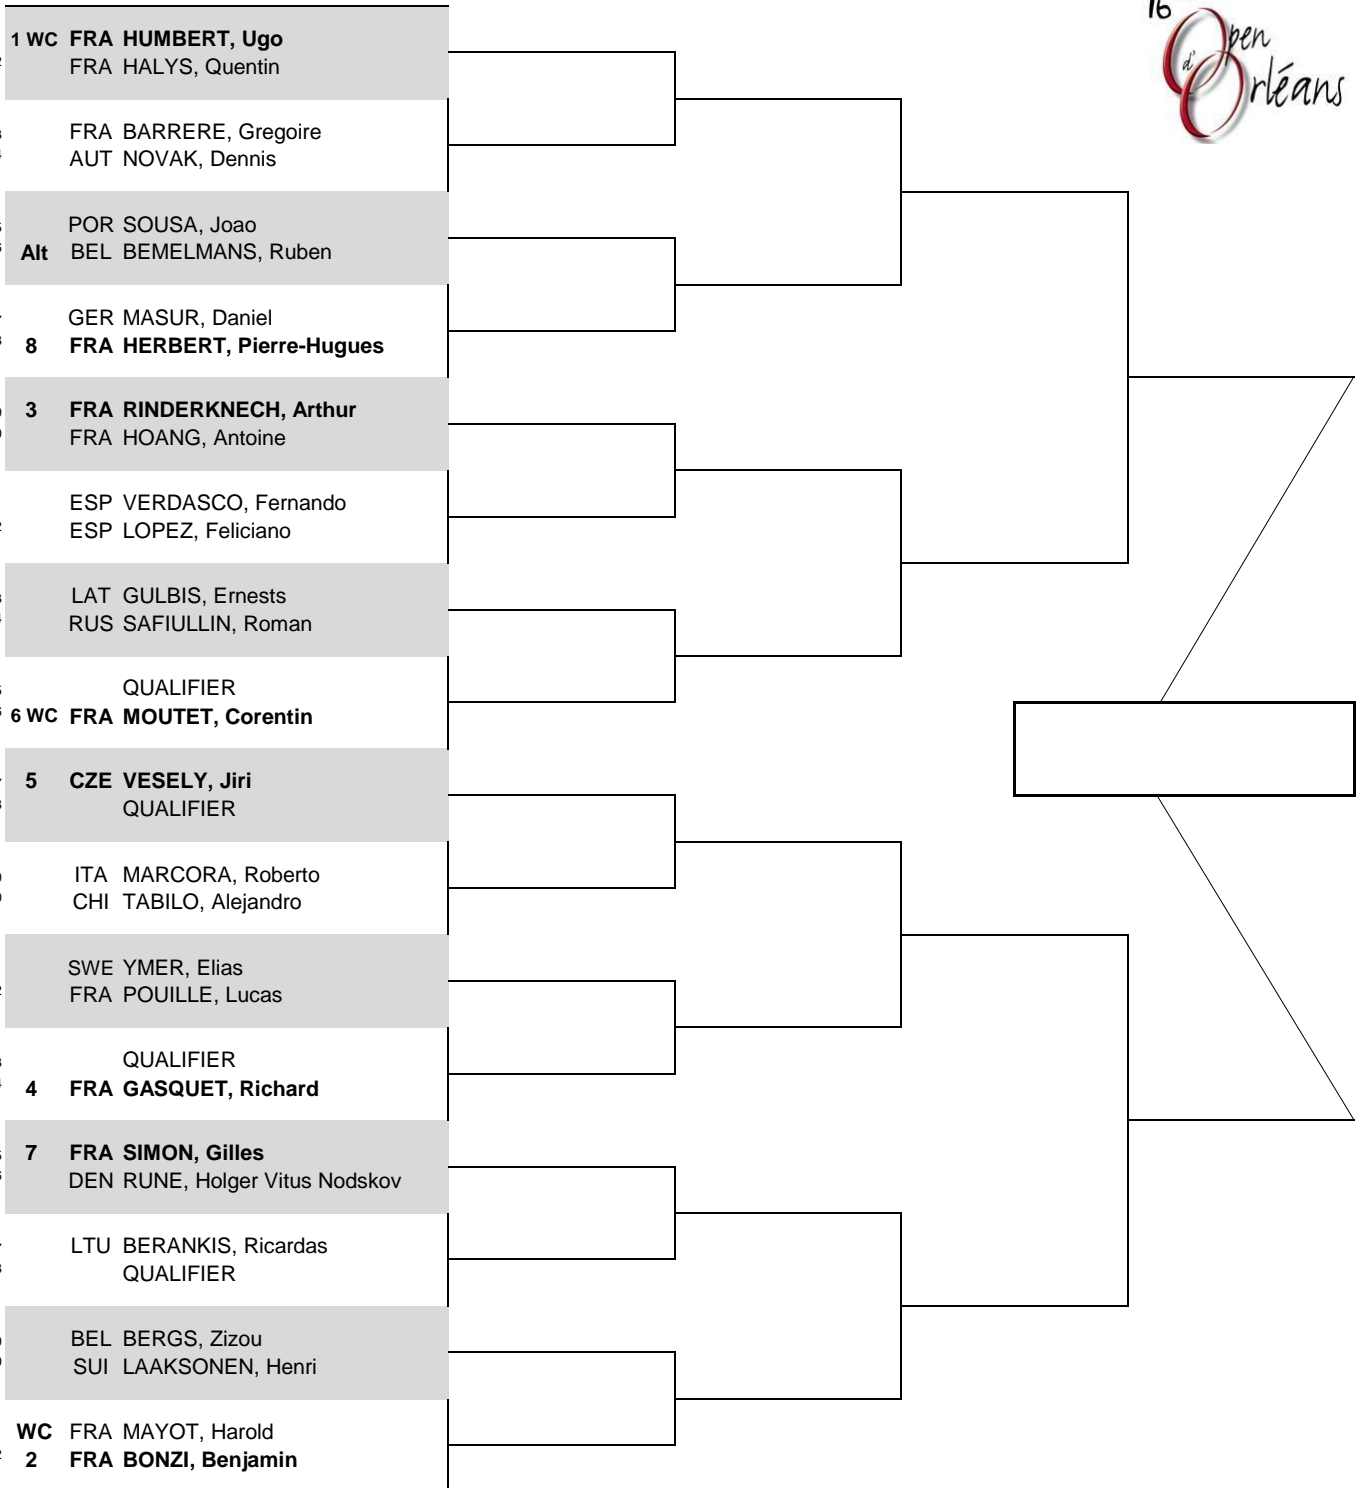 16
Open
d'Orléans
1 WC FRA HUMBERT, Ugo
FRA HALYS, Quentin
FRA BARRERE, Gregoire
AUT NOVAK, Dennis
POR SOUSA, Joao
Alt BEL BEMELMANS, Ruben
GER MASUR, Daniel
8 FRA HERBERT, Pierre-Hugues
3 FRA RINDERKNECH, Arthur
FRA HOANG, Antoine
ESP VERDASCO, Fernando
ESP LOPEZ, Feliciano
LAT GULBIS, Ernests
RUS SAFIULLIN, Roman
QUALIFIER
6 WC FRA MOUTET, Corentin
5 CZE VESELY, Jiri
QUALIFIER
ITA MARCORA, Roberto
CHI TABILO, Alejandro
SWE YMER, Elias
FRA POUILLE, Lucas
QUALIFIER
4 FRA GASQUET, Richard
7 FRA SIMON, Gilles
DEN RUNE, Holger Vitus Nodskov
LTU BERANKIS, Ricardas
QUALIFIER
BEL BERGS, Zizou
SUI LAAKSONEN, Henri
WC FRA MAYOT, Harold
2 FRA BONZI, Benjamin